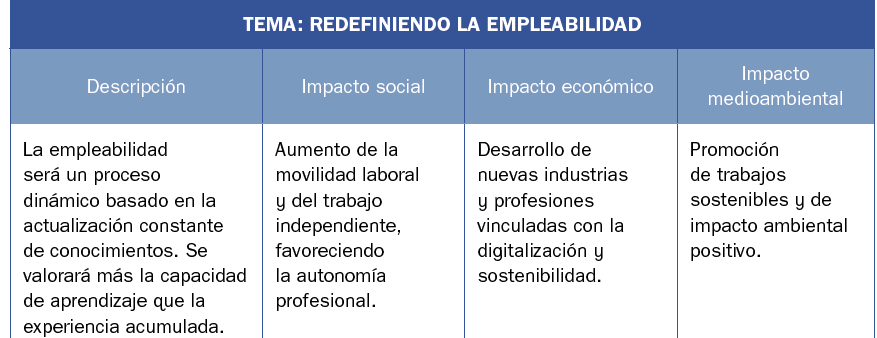 TEMA: REDEFINIENDO LA EMPLEABILIDAD
Descripción
Impacto social
Impacto económico
Impacto
medioambiental
La empleabilidad
será un proceso
dinámico basado en la
actualización constante
de conocimientos. Se
valorará más la capacidad
de aprendizaje que la
experiencia acumulada.
Aumento de la
movilidad laboral
y del trabajo
independiente,
favoreciendo
la autonomía
profesional.
Desarrollo de
nuevas industrias
y profesiones
vinculadas con la
digitalización y
sostenibilidad.
Promoción
de trabajos
sostenibles y de
impacto ambiental
positivo.